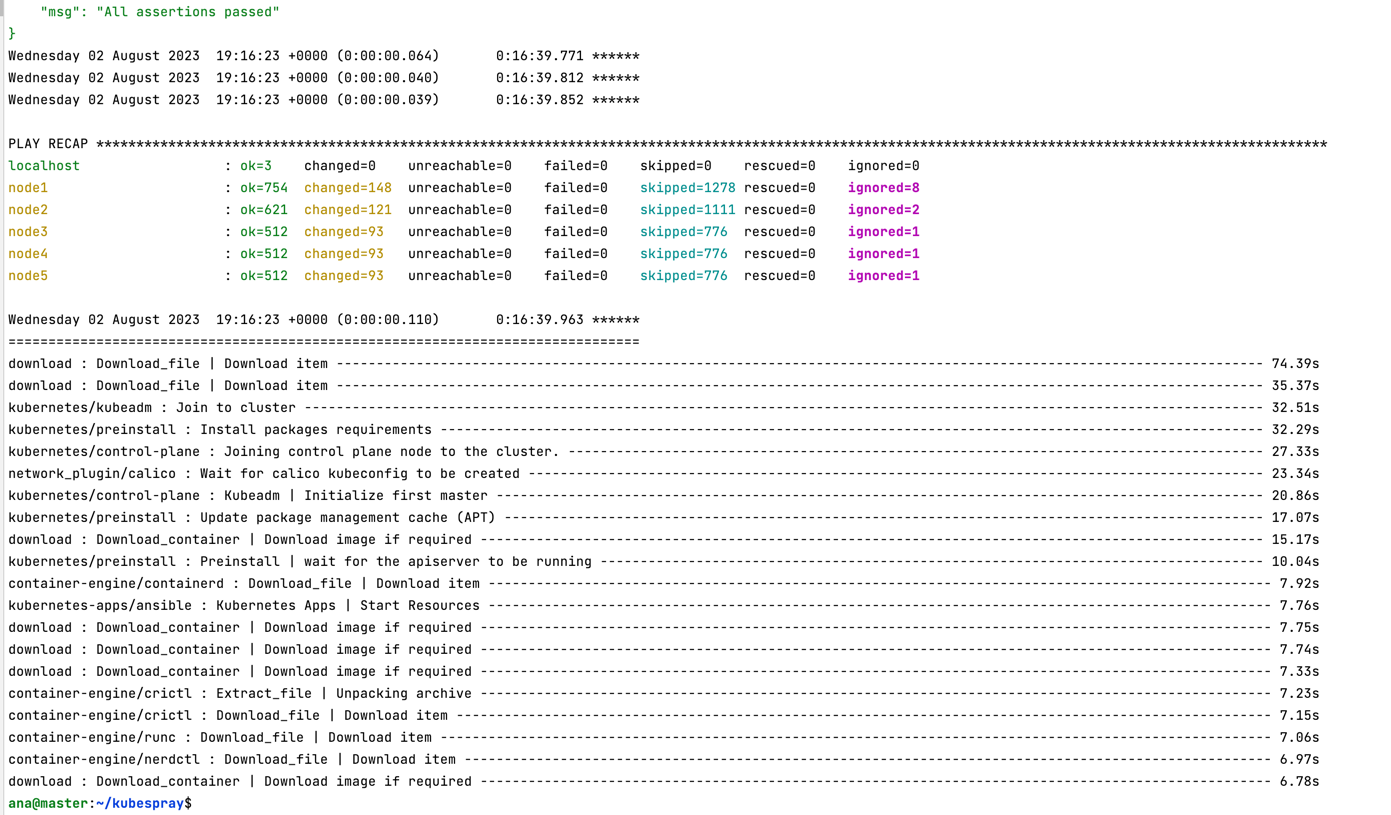 "msg": "All assertions passed"
}
Wednesday 02 August 2023  19:16:23 +0000 (0:00:00.064)       0:16:39.771 ******
Wednesday 02 August 2023  19:16:23 +0000 (0:00:00.040)       0:16:39.812 ******
Wednesday 02 August 2023  19:16:23 +0000 (0:00:00.039)       0:16:39.852 ******
PLAY RECAP **********************************************************************************************************************************************************
localhost                  : ok=3    changed=0    unreachable=0    failed=0    skipped=0    rescued=0    ignored=0
node1                      : ok=754  changed=148  unreachable=0    failed=0    skipped=1278 rescued=0    ignored=8
node2                      : ok=621  changed=121  unreachable=0    failed=0    skipped=1111 rescued=0    ignored=2
node3                      : ok=512  changed=93   unreachable=0    failed=0    skipped=776  rescued=0    ignored=1
node4                      : ok=512  changed=93   unreachable=0    failed=0    skipped=776  rescued=0    ignored=1
node5                      : ok=512  changed=93   unreachable=0    failed=0    skipped=776  rescued=0    ignored=1
Wednesday 02 August 2023  19:16:23 +0000 (0:00:00.110)       0:16:39.963 ******
===============================================================================
download : Download_file | Download item -------------------------------------------------------------------------------------------------------------------- 74.39s
download : Download_file | Download item -------------------------------------------------------------------------------------------------------------------- 35.37s
kubernetes/kubeadm : Join to cluster ------------------------------------------------------------------------------------------------------------------------ 32.51s
kubernetes/preinstall : Install packages requirements ------------------------------------------------------------------------------------------------------- 32.29s
kubernetes/control-plane : Joining control plane node to the cluster. --------------------------------------------------------------------------------------- 27.33s
network_plugin/calico : Wait for calico kubeconfig to be created -------------------------------------------------------------------------------------------- 23.34s
kubernetes/control-plane : Kubeadm | Initialize first master ------------------------------------------------------------------------------------------------ 20.86s
kubernetes/preinstall : Update package management cache (APT) ----------------------------------------------------------------------------------------------- 17.07s
download : Download_container | Download image if required -------------------------------------------------------------------------------------------------- 15.17s
kubernetes/preinstall : Preinstall | wait for the apiserver to be running ----------------------------------------------------------------------------------- 10.04s
container-engine/containerd : Download_file | Download item -------------------------------------------------------------------------------------------------- 7.92s
kubernetes-apps/ansible : Kubernetes Apps | Start Resources -------------------------------------------------------------------------------------------------- 7.76s
download : Download_container | Download image if required --------------------------------------------------------------------------------------------------- 7.75s
download : Download_container | Download image if required --------------------------------------------------------------------------------------------------- 7.74s
download : Download_container | Download image if required --------------------------------------------------------------------------------------------------- 7.33s
container-engine/crictl : Extract_file | Unpacking archive --------------------------------------------------------------------------------------------------- 7.23s
container-engine/crictl : Download_file | Download item ------------------------------------------------------------------------------------------------------ 7.15s
container-engine/runc : Download_file | Download item -------------------------------------------------------------------------------------------------------- 7.06s
container-engine/nerdctl : Download_file | Download item ----------------------------------------------------------------------------------------------------- 6.97s
download : Download_container | Download image if required --------------------------------------------------------------------------------------------------- 6.78s
ana@master:~/kubespray$